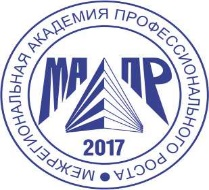 МЕЖРЕГИОНАЛЬНАЯ АКАДЕМИЯ ПРОФЕССИОНАЛЬНОГО РОСТА
МАПР
2017